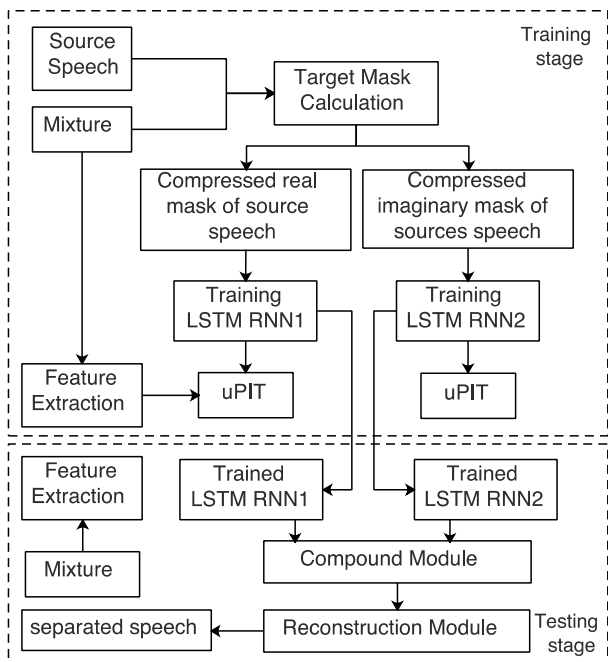 Source
Speech
Training
stage
Target Mask
Calculation
Mixture
Compressed real
mask of source
speech
Compressed
imaginary mask of
sources speech
Training
LSTM RNN1
Training
LSTM RNN2
Feature
Extraction
uPIT
uPIT
Feature
Extraction
Trained
LSTM RNN1
Trained
LSTM RNN2
Mixture
Compound Module
separated speech
Reconstruction Module
Testing
stage